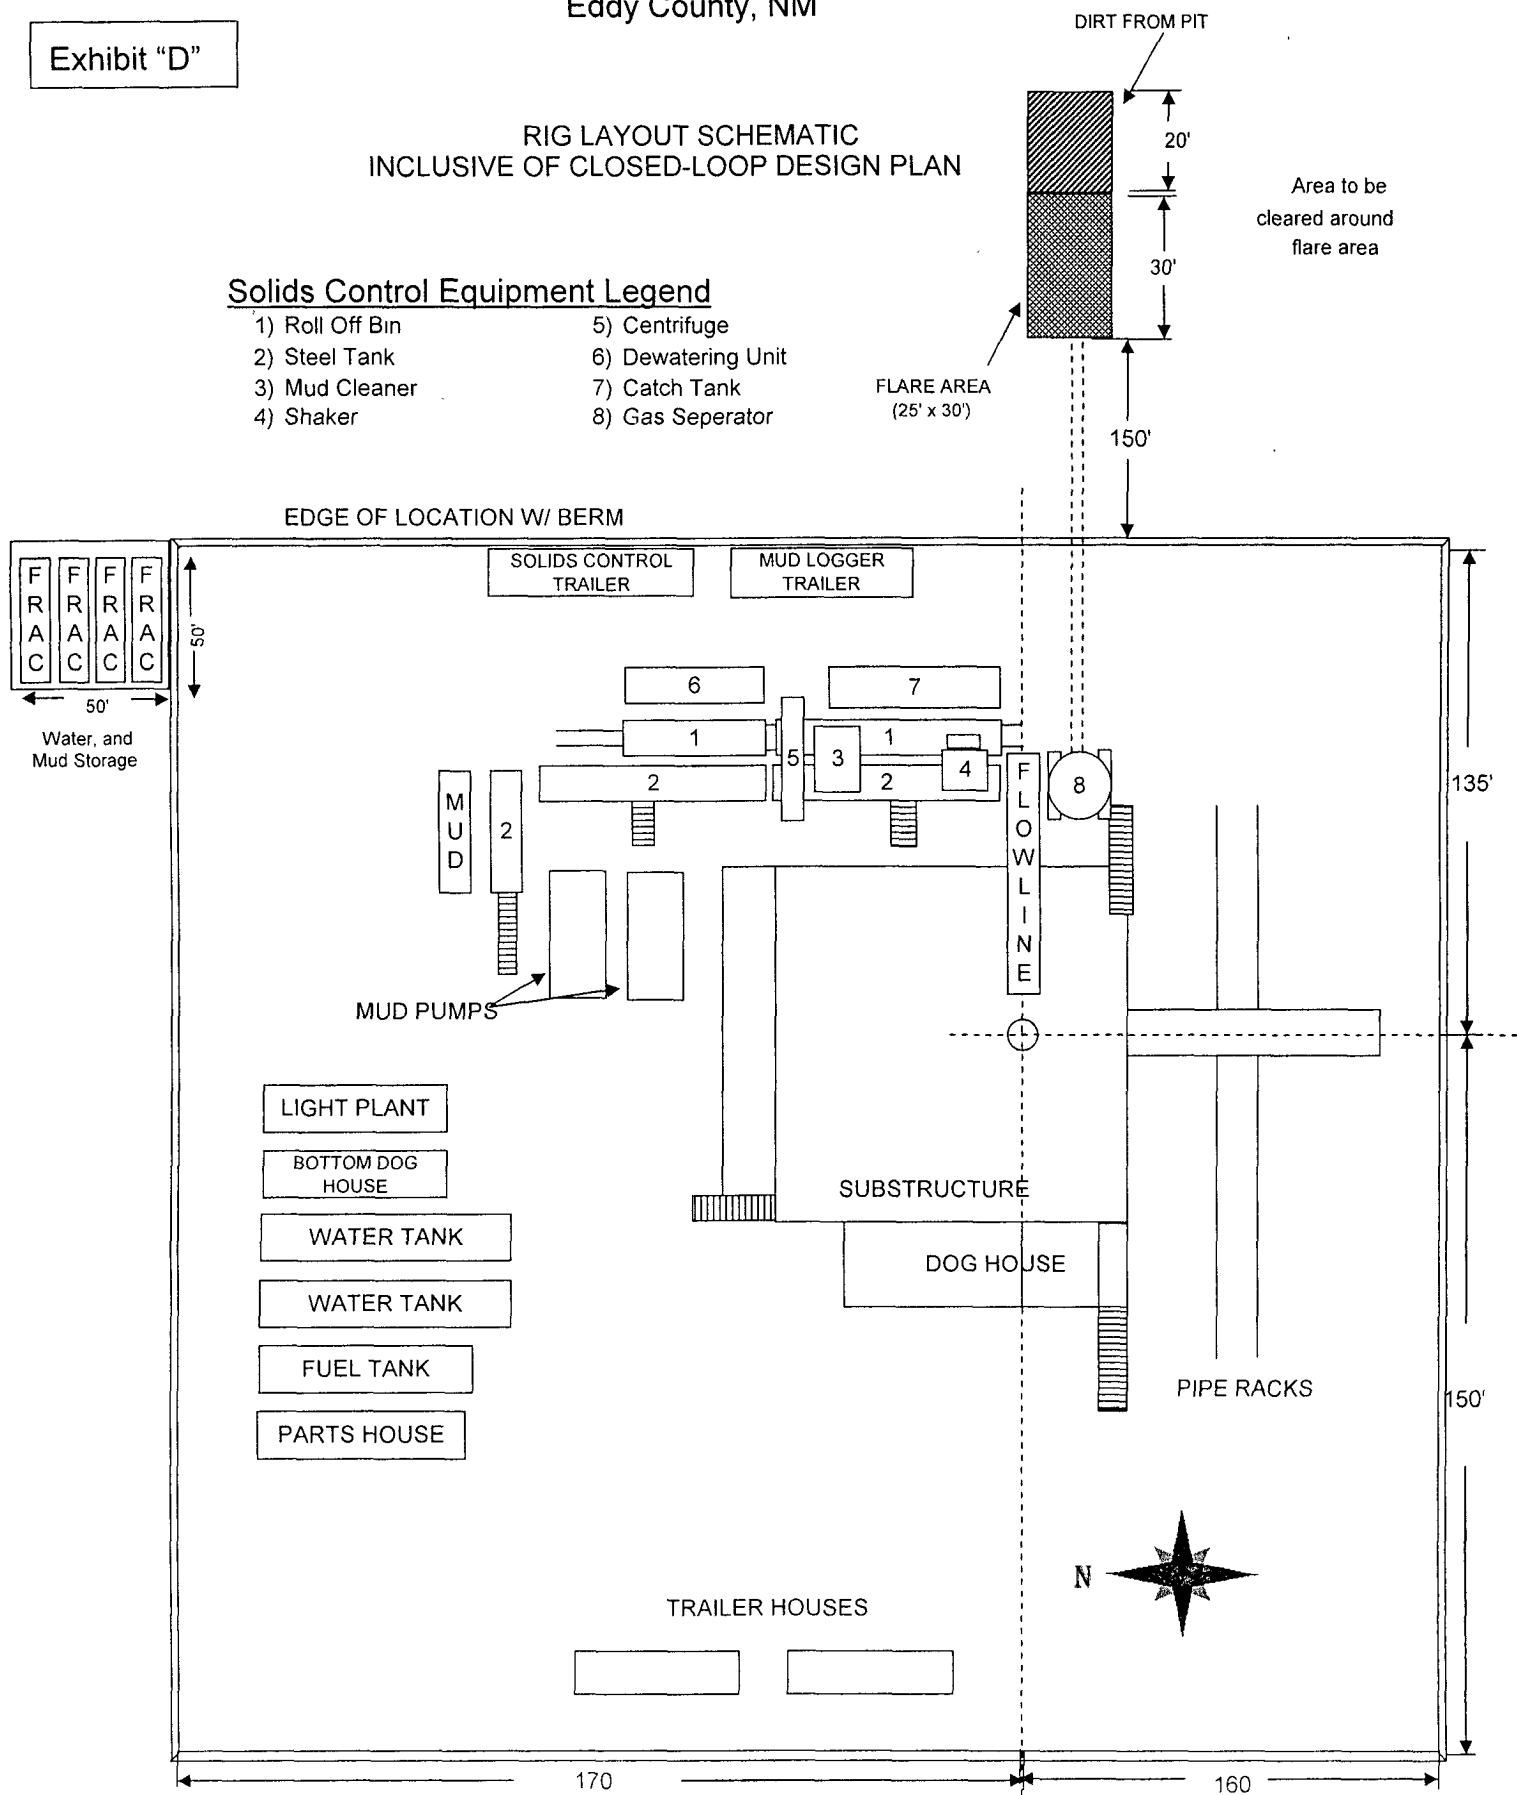 Eddy County, NM
DIRT FROM PIT
Exhibit “D”
RIG LAYOUT SCHEMATIC
INCLUSIVE OF CLOSED-LOOP DESIGN PLAN
20'
Area to be
cleared around
flare area
30'
Solids Control Equipment Legend
1) Roll Off Bin
2) Steel Tank
3) Mud Cleaner
4) Shaker
5) Centrifuge
6) Dewatering Unit
7) Catch Tank
8) Gas Seperator
FLARE AREA
(25' x 30')
150'
EDGE OF LOCATION W/ BERM
SOLIDS CONTROL
TRAILER
MUD LOGGER
TRAILER
FRAC
FRAC
FRAC
FRAC
50'
50'
Water, and
Mud Storage
6
7
1
1
5
3
4
2
2
8
135'
MUD
2
FLOWLINE
MUD PUMPS
LIGHT PLANT
BOTTOM DOG
HOUSE
SUBSTRUCTURE
WATER TANK
DOG HOUSE
WATER TANK
FUEL TANK
PIPE RACKS
150'
PARTS HOUSE
N
TRAILER HOUSES
170
160